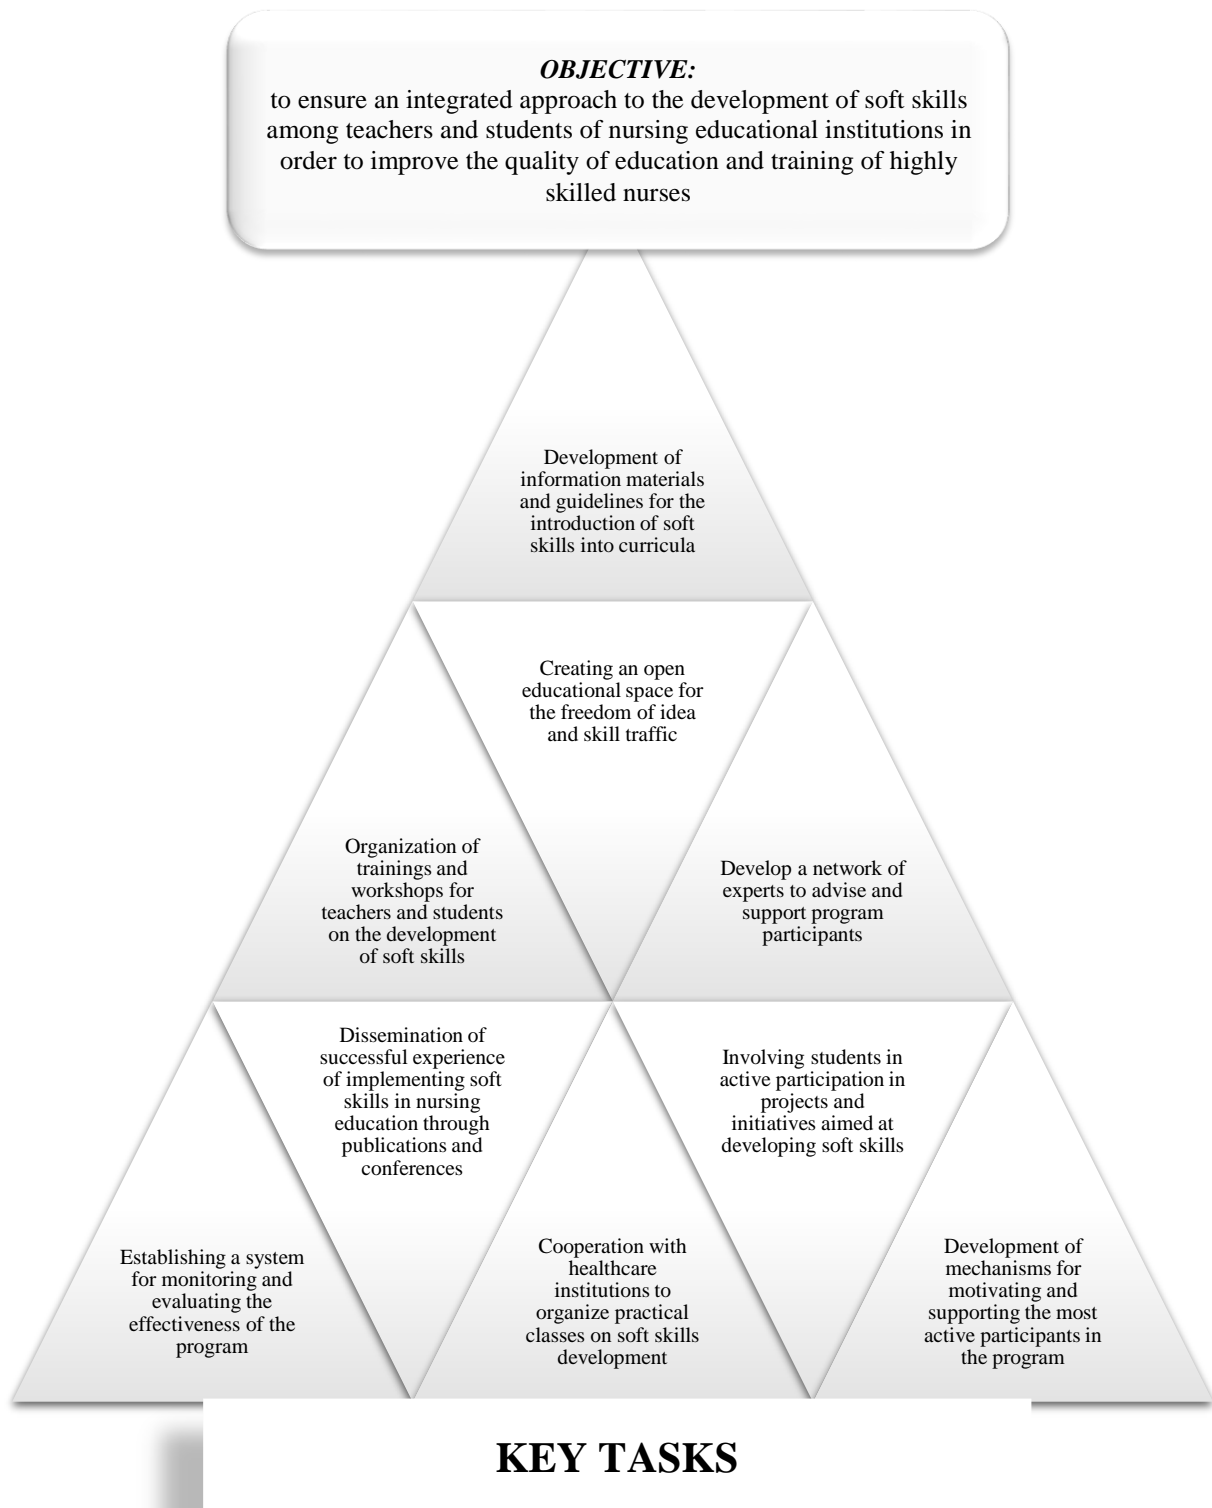 OBJECTIVE:
to ensure an integrated approach to the development of soft skills
among teachers and students of nursing educational institutions in
order to improve the quality of education and training of highly
skilled nurses
Development of
information materials
and guidelines for the
introduction of soft
skills into curricula
Creating an open
educational space for
the freedom of idea
and skill traffic
Organization of
trainings and
workshops for
teachers and students
on the development
of soft skills
Develop a network of
experts to advise and
support program
participants
Dissemination of
successful experience
of implementing soft
skills in nursing
education through
publications and
conferences
Involving students in
active participation in
projects and
initiatives aimed at
developing soft skills
Establishing a system
for monitoring and
evaluating the
effectiveness of the
program
Cooperation with
healthcare
institutions to
organize practical
classes on soft skills
development
Development of
mechanisms for
motivating and
supporting the most
active participants in
the program
KEY TASKS